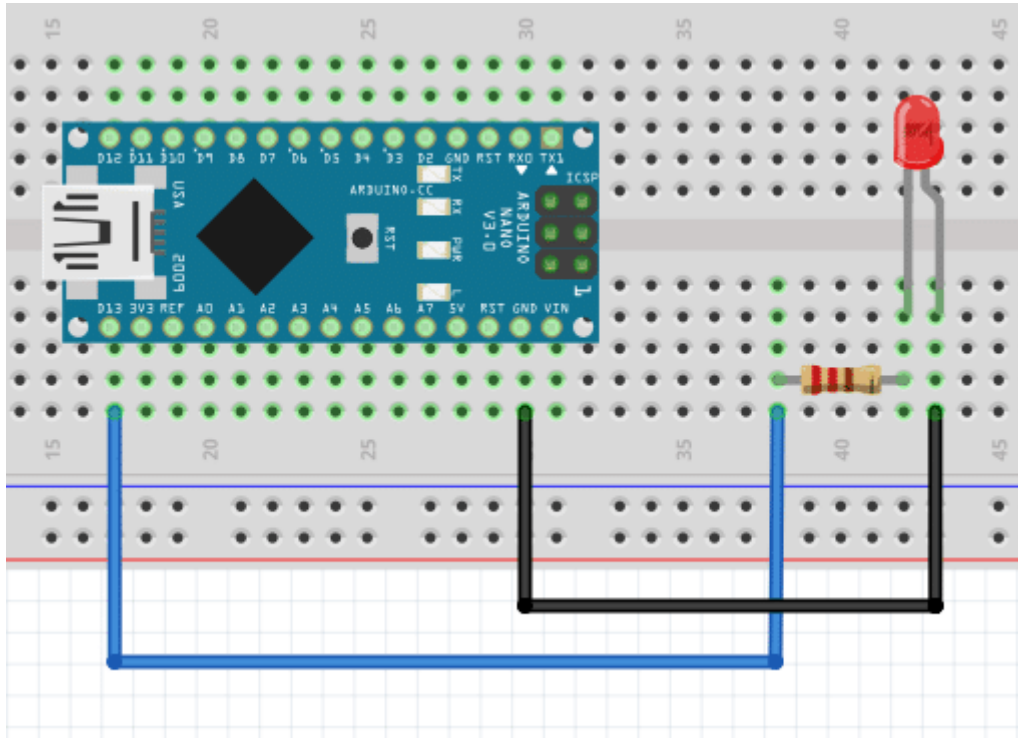 15 20 25 30 35 40 45
D12 D11 D10 D9 D8 D7 D6 D5 D4 D3 D2 GND RST RX0 TX1
TX
RX
PWR
L
ARDUINO-CC
ICSP
USA
2009
RST
ARDUINO
NANO
V3.0
1
D13 3V3 REF A0 A1 A2 A3 A4 A5 A6 A7 5V RST GND VIN
15 20 25 35 40 45